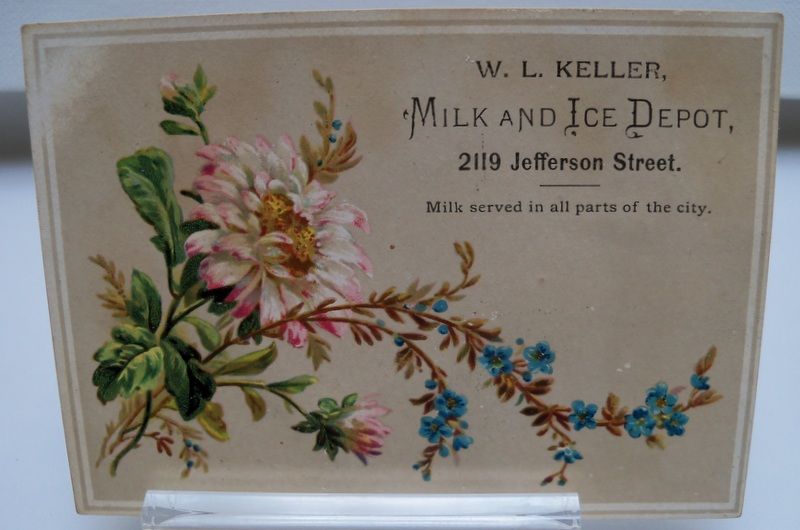 W. L. KELLER,
MILK AND ICE DEPOT,
2119 Jefferson Street.
Milk served in all parts of the city.